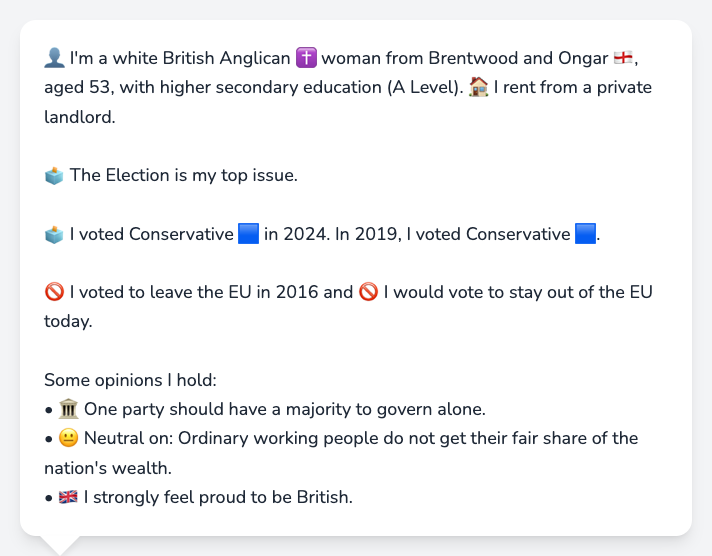 👤 I'm a white British Anglican ✝️ woman from Brentwood and Ongar 🏴󠁧󠁢󠁥󠁮󠁧󠁿,
aged 53, with higher secondary education (A Level). 🏠 I rent from a private
landlord.
🗳️ The Election is my top issue.
🗳️ I voted Conservative 🟦 in 2024. In 2019, I voted Conservative 🟦.
🚫 I voted to leave the EU in 2016 and 🚫 I would vote to stay out of the EU
today.
Some opinions I hold:
• 🏛️ One party should have a majority to govern alone.
• 😐 Neutral on: Ordinary working people do not get their fair share of the
nation's wealth.
• 🇬🇧 I strongly feel proud to be British.